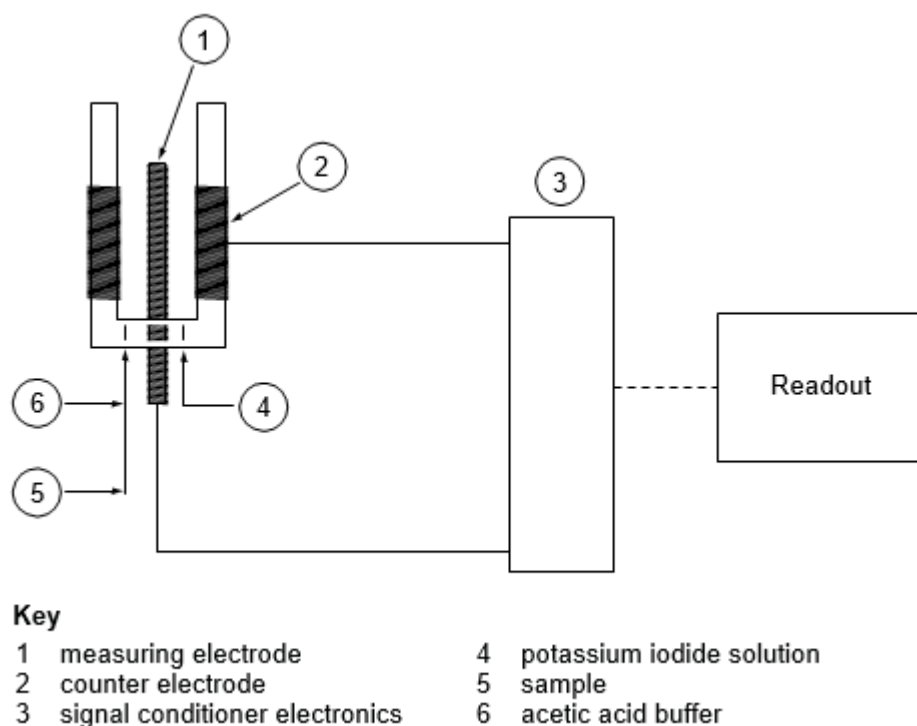 1
2
3
6
4
Readout
5
Key
1 measuring electrode
2 counter electrode
3 signal conditioner electronics
4 potassium iodide solution
5 sample
6 acetic acid buffer